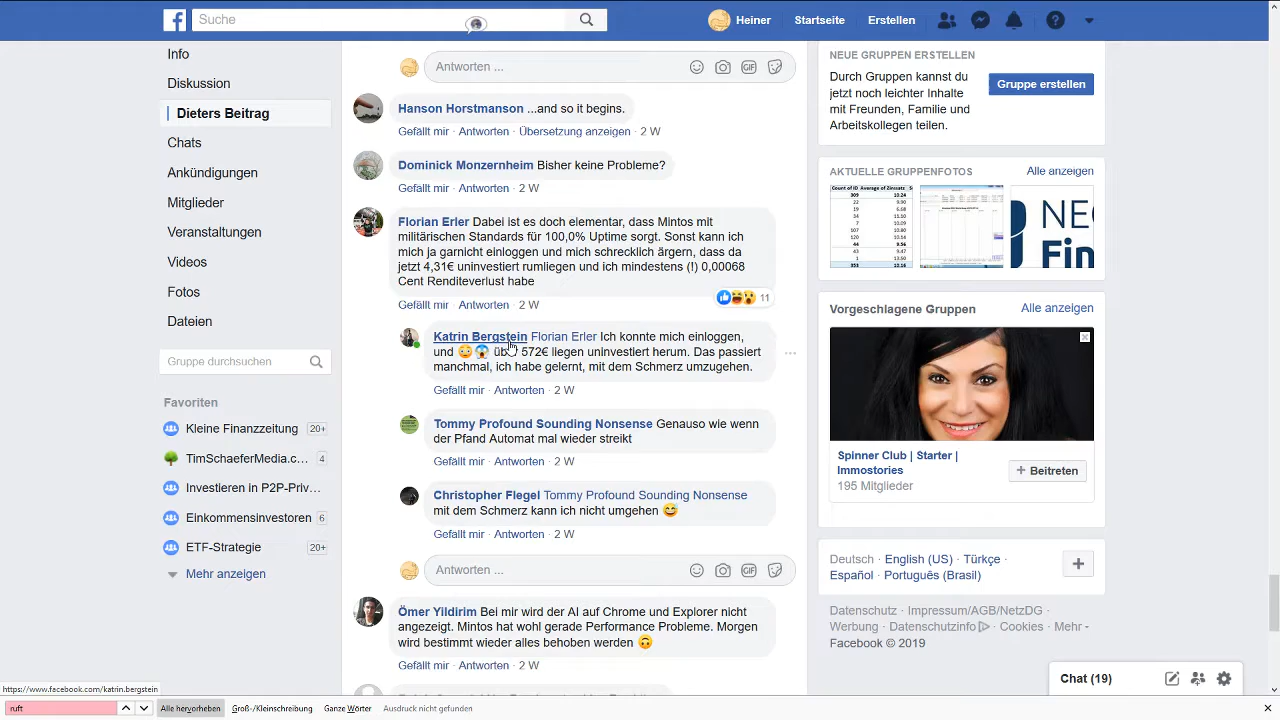 Suche
Heiner
Startseite
Erstellen
Info
Diskussion
Dieters Beitrag
Chats
Ankündigungen
Mitglieder
Veranstaltungen
Videos
Fotos
Dateien
Gruppe durchsuchen
Favoriten
Kleine Finanzzeitung 20+
TimSchaeferMedia.c... 4
Investieren in P2P-Priv...
Einkommensinvestoren 6
ETF-Strategie 20+
Mehr anzeigen
Antworten ...
GIF
Hanson Horstmanson ...and so it begins.
Gefällt mir · Antworten · Übersetzung anzeigen · 2 W
Dominick Monzernheim Bisher keine Probleme?
Gefällt mir · Antworten · 2 W
Florian Erler Dabei ist es doch elementar, dass Mintos mit
militärischen Standards für 100,0% Uptime sorgt. Sonst kann ich
mich ja garnicht einloggen und mich schrecklich ärgern, dass da
jetzt 4,31€ uninvestiert rumliegen und ich mindestens (!) 0,00068
Cent Renditeverlust habe
11
Gefällt mir · Antworten · 2 W
Katrin Bergstein Florian Erler Ich konnte mich einloggen,
und 😳😱 über 572€ liegen uninvestiert herum. Das passiert
manchmal, ich habe gelernt, mit dem Schmerz umzugehen.
Gefällt mir · Antworten · 2 W
Tommy Profound Sounding Nonsense Genauso wie wenn
der Pfand Automat mal wieder streikt
Gefällt mir · Antworten · 2 W
Christopher Flegel Tommy Profound Sounding Nonsense
mit dem Schmerz kann ich nicht umgehen 😅
Gefällt mir · Antworten · 2 W
Antworten ...
GIF
Ömer Yildirim Bei mir wird der AI auf Chrome und Explorer nicht
angezeigt. Mintos hat wohl gerade Performance Probleme. Morgen
wird bestimmt wieder alles behoben werden 🙃
Gefällt mir · Antworten · 2 W
NEUE GRUPPEN ERSTELLEN
Durch Gruppen kannst du
jetzt noch leichter Inhalte
mit Freunden, Familie und
Arbeitskollegen teilen.
Gruppe erstellen
AKTUELLE GRUPPENFOTOS
Alle anzeigen
Count of ID Average of Zinssatz
NEO
Fin
Vorgeschlagene Gruppen
Alle anzeigen
Spinner Club | Starter |
Immostories
195 Mitglieder
+ Beitreten
Deutsch · English (US) · Türkçe ·
Español · Português (Brasil)
Datenschutz · Impressum/AGB/NetzDG ·
Werbung · Datenschutzinfo · Cookies · Mehr
Facebook © 2019
Chat (19)
https://www.facebook.com/katrin.bergstein
ruft
Alle hervorheben
Groß-/Kleinschreibung
Ganze Wörter
Ausdruck nicht gefunden